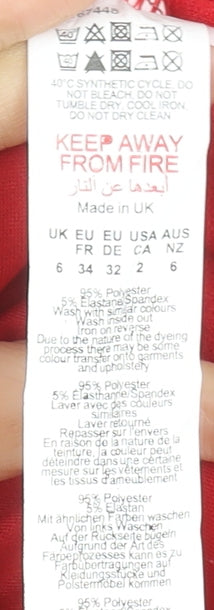 67448
40°C SYNTHETIC CYCLE, DO
NOT BLEACH, DO NOT
TUMBLE DRY, COOL IRON,
DO NOT DRY CLEAN
KEEP AWAY
FROM FIRE
أبعدها عن النار
Made in UK
UK EU EU USA AUS
FR DE CA NZ
6 34 32 2 6
95% Polyester
5% Elastane/Spandex
Wash with similar colours
Wash inside out
Iron on reverse
Due to the nature of the dyeing
process there may be some
colour transfer onto garments
and upholstery
95% Polyester
5% Elasthanne/Spandex
Laver avec des couleurs
similaires
Laver retourné
Repasser sur l'envers
En raison de la nature de la
teinture, la couleur peut
déteindre dans une certaine
mesure sur les vêtements et
les tissus d'ameublement
95% Polyester
5% Elastan
Mit ähnlichen Farben waschen
Von links Waschen
Auf der Rückseite bügeln
Aufgrund der Art des
Färbeprozesses kann es zu
Farbübertragungen auf
Kleidungsstücke und
Polstermöbel kommen
95% Polyester